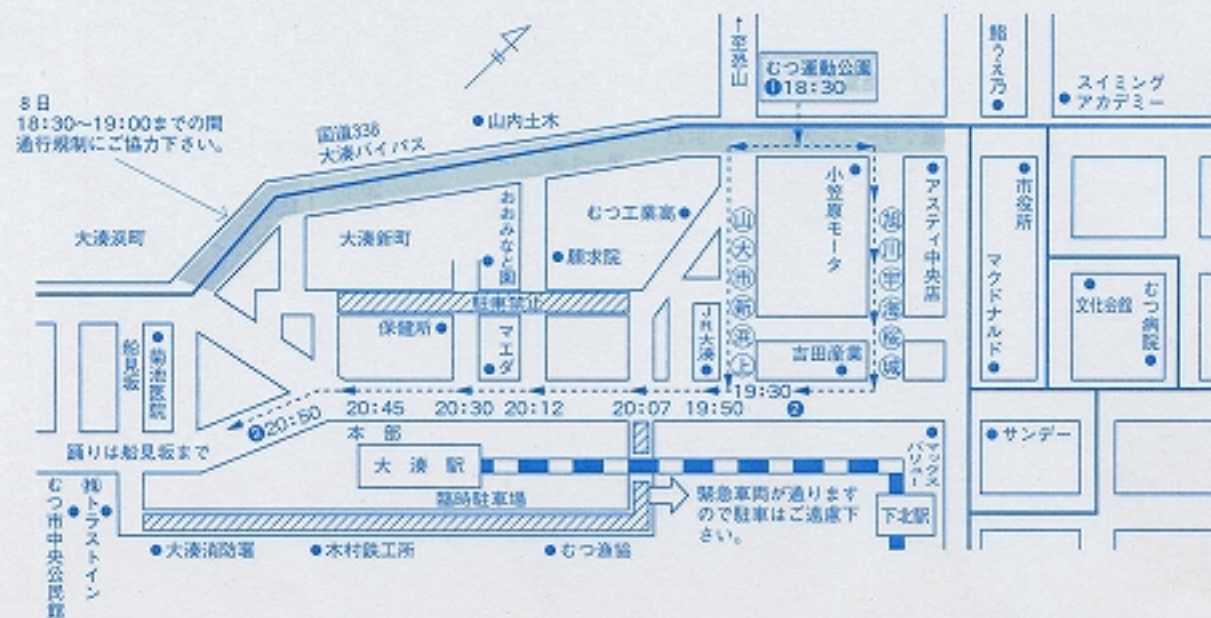 ↑至恐山
むつ運動公園
❶18:30
鮨うえ乃
スイミング
アカデミー
8日
18:30〜19:00までの間
通行規制にご協力下さい。
国道338
大湊バイパス
山内土木
大湊浜町
大湊新町
おおみなと園
むつ工業高
願求院
小笠原モータ
アスティ中央店
市役所
マクドナルド
文化会館
むつ病院
山大市新浜上
旭川宇海桜城
駐車禁止
保健所
マエダ
JR大湊
吉田産業
船見坂
菊池医院
19:30
❷
❸20:50
20:45
20:30
20:12
20:07
19:50
本部
踊りは船見坂まで
大湊駅
サンデー
マックス
バリュー
臨時駐車場
緊急車両が通ります
ので駐車はご遠慮下
さい。
下北駅
むつ市中央公民館
㈱トラストイン
大湊消防署
木村鉄工所
むつ漁協